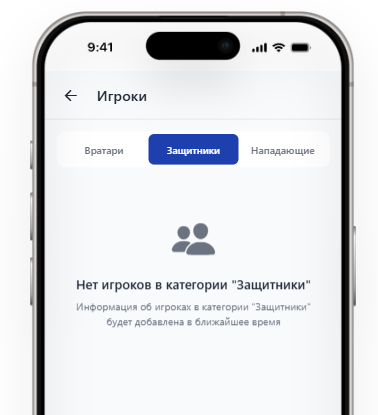 9:41
Игроки
Вратари Защитники Нападающие
Нет игроков в категории "Защитники"
Информация об игроках в категории "Защитники"
будет добавлена в ближайшее время